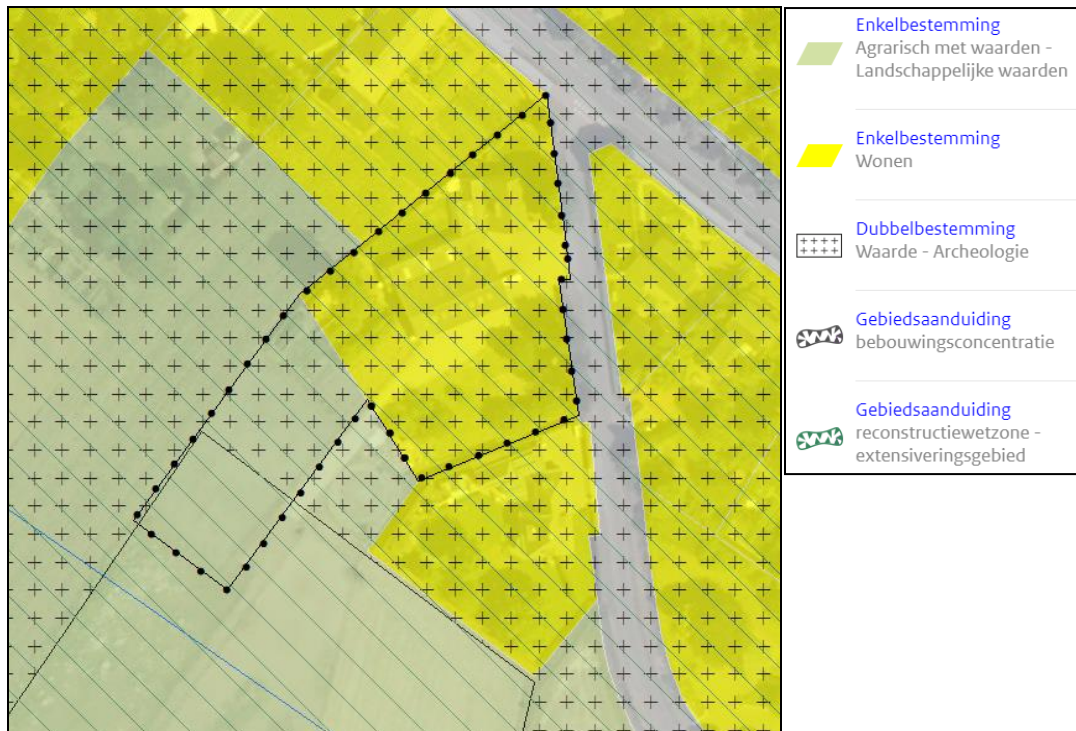 Enkelbestemming
Agrarisch met waarden -
Landschappelijke waarden
Enkelbestemming
Wonen
Dubbelbestemming
Waarde - Archeologie
Gebiedsaanduiding
bebouwingsconcentratie
Gebiedsaanduiding
reconstructiewetzone -
extensiveringsgebied